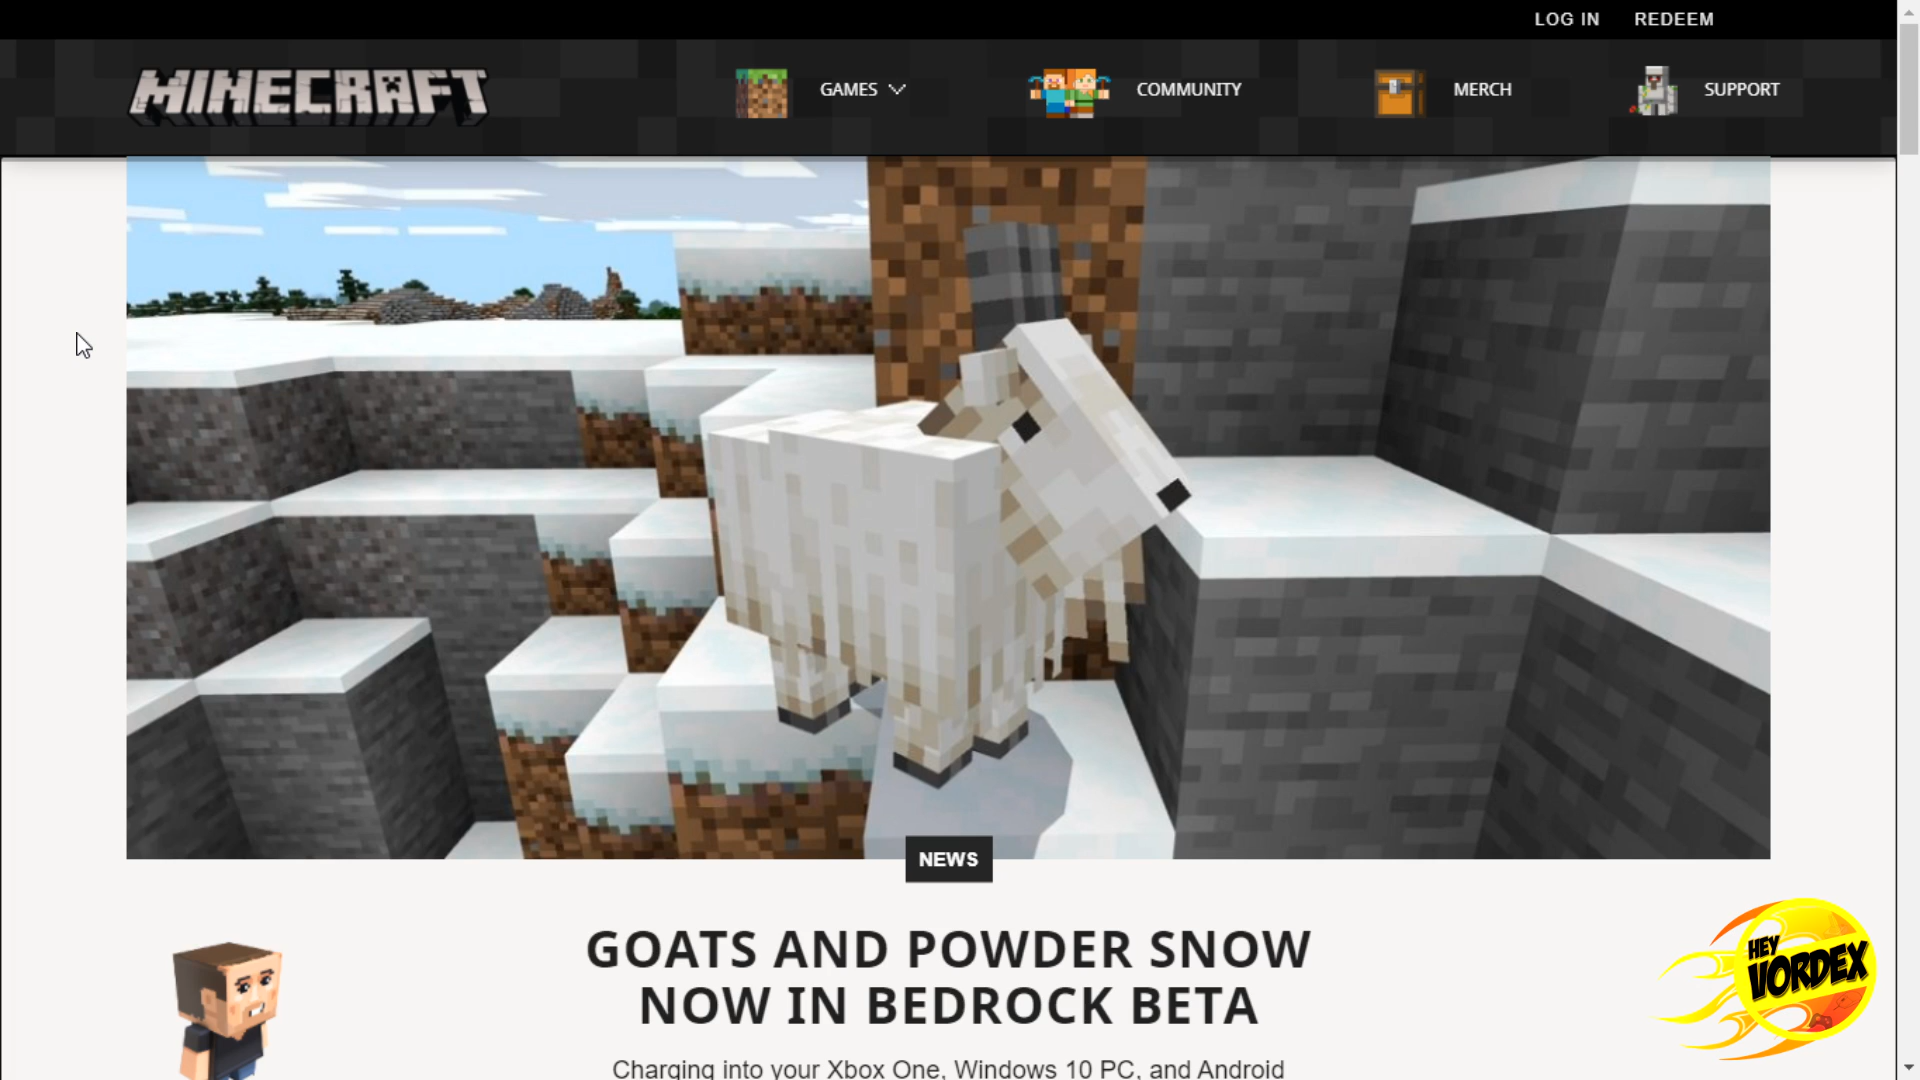 LOG IN REDEEM
MINECRAFT
GAMES COMMUNITY MERCH SUPPORT
NEWS
GOATS AND POWDER SNOW
NOW IN BEDROCK BETA
Charging into your Xbox One, Windows 10 PC, and Android
HEY
VORDEX